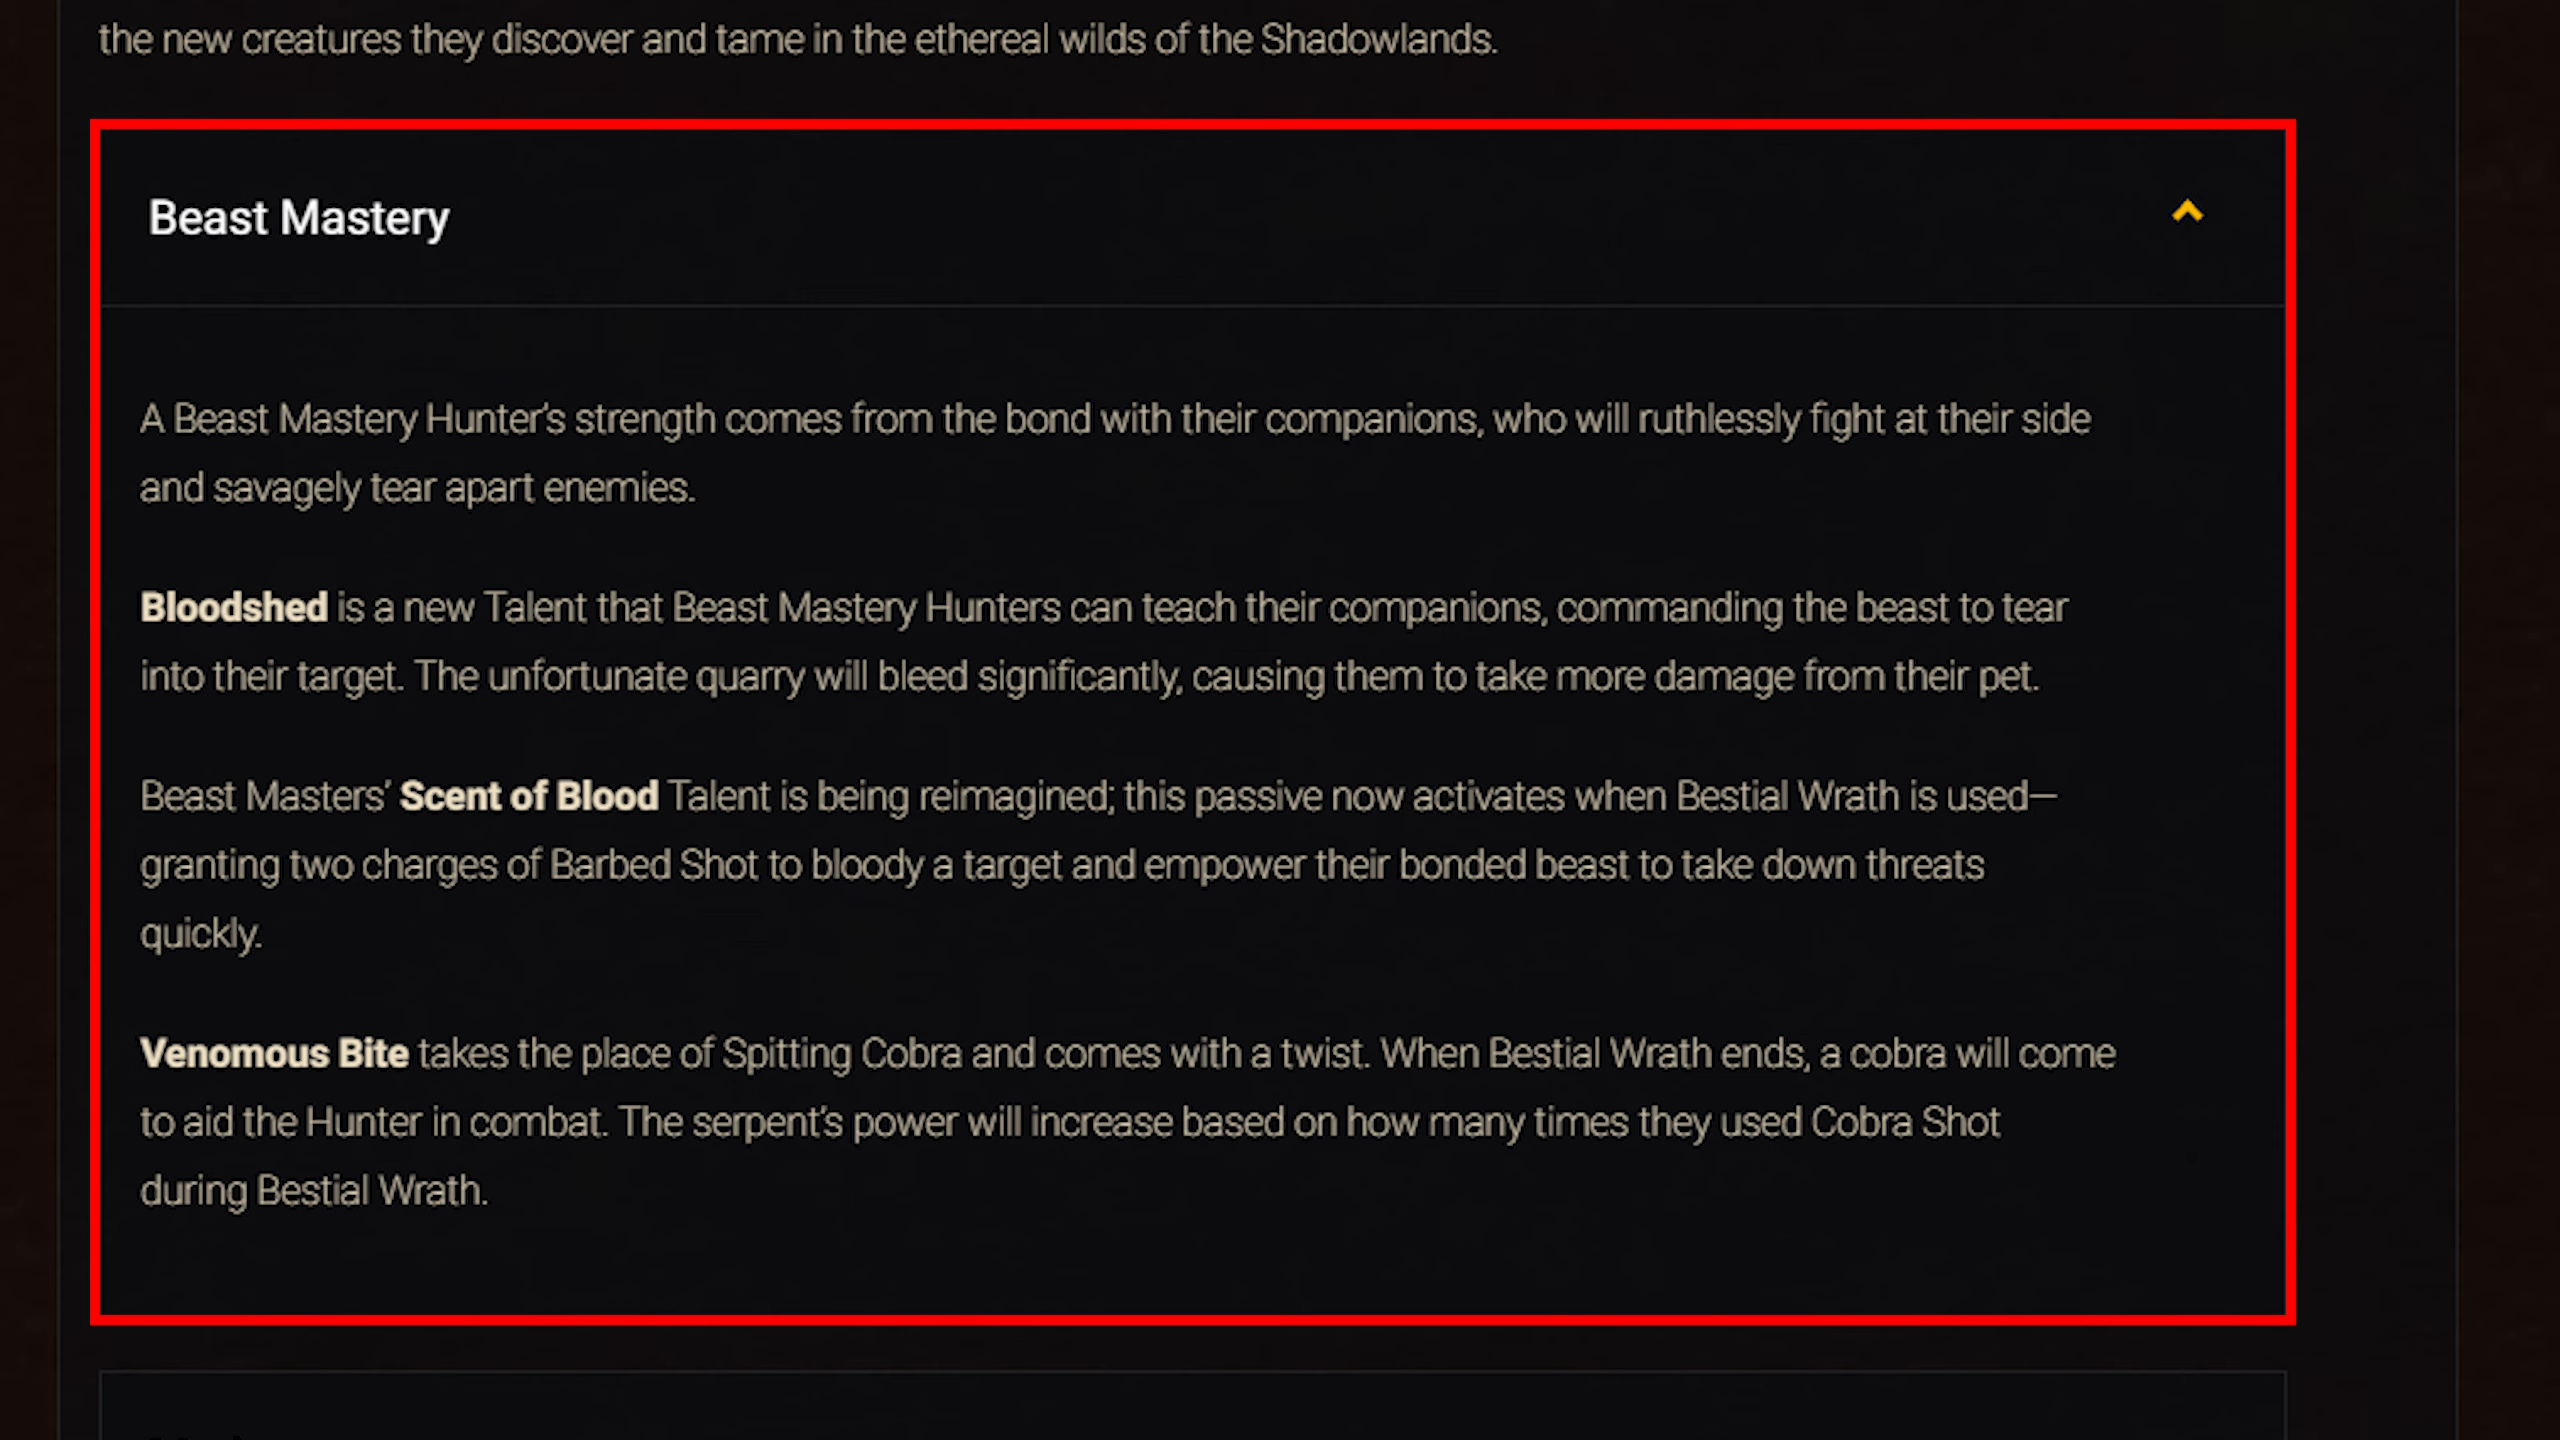 the new creatures they discover and tame in the ethereal wilds of the Shadowlands.
Beast Mastery
A Beast Mastery Hunter’s strength comes from the bond with their companions, who will ruthlessly fight at their side
and savagely tear apart enemies.
Bloodshed is a new Talent that Beast Mastery Hunters can teach their companions, commanding the beast to tear
into their target. The unfortunate quarry will bleed significantly, causing them to take more damage from their pet.
Beast Masters’ Scent of Blood Talent is being reimagined; this passive now activates when Bestial Wrath is used—
granting two charges of Barbed Shot to bloody a target and empower their bonded beast to take down threats
quickly.
Venomous Bite takes the place of Spitting Cobra and comes with a twist. When Bestial Wrath ends, a cobra will come
to aid the Hunter in combat. The serpent’s power will increase based on how many times they used Cobra Shot
during Bestial Wrath.